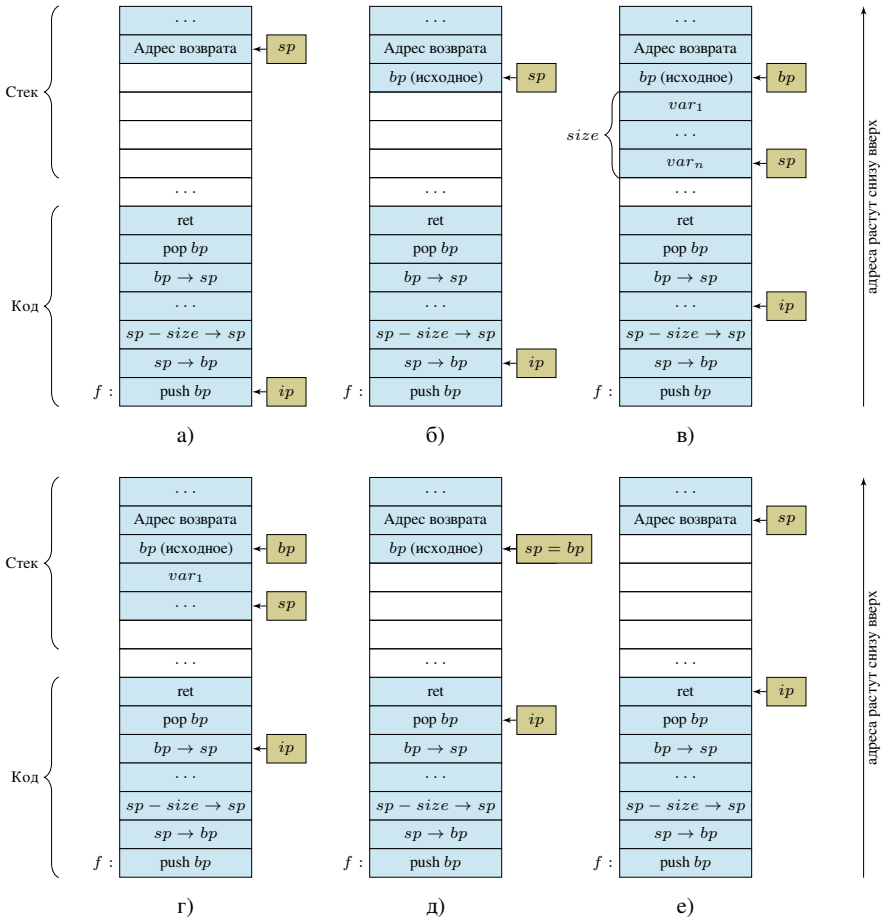 . . .
Адрес возврата
sp
Стек
. . .
ret
pop bp
bp → sp
Код
. . .
sp − size → sp
sp → bp
f :
push bp
ip
а)
. . .
Адрес возврата
bp (исходное)
sp
. . .
ret
pop bp
bp → sp
. . .
sp − size → sp
sp → bp
ip
f :
push bp
б)
. . .
Адрес возврата
bp (исходное)
bp
var1
size
. . .
varn
sp
. . .
ret
pop bp
bp → sp
. . .
ip
sp − size → sp
sp → bp
f :
push bp
в)
адреса растут снизу вверх
. . .
Адрес возврата
bp (исходное)
bp
Стек
var1
. . .
sp
. . .
ret
pop bp
bp → sp
ip
Код
. . .
sp − size → sp
sp → bp
f :
push bp
г)
. . .
Адрес возврата
bp (исходное)
sp = bp
. . .
ret
pop bp
ip
bp → sp
. . .
sp − size → sp
sp → bp
f :
push bp
д)
. . .
Адрес возврата
sp
. . .
ret
ip
pop bp
bp → sp
. . .
sp − size → sp
sp → bp
f :
push bp
е)
адреса растут снизу вверх